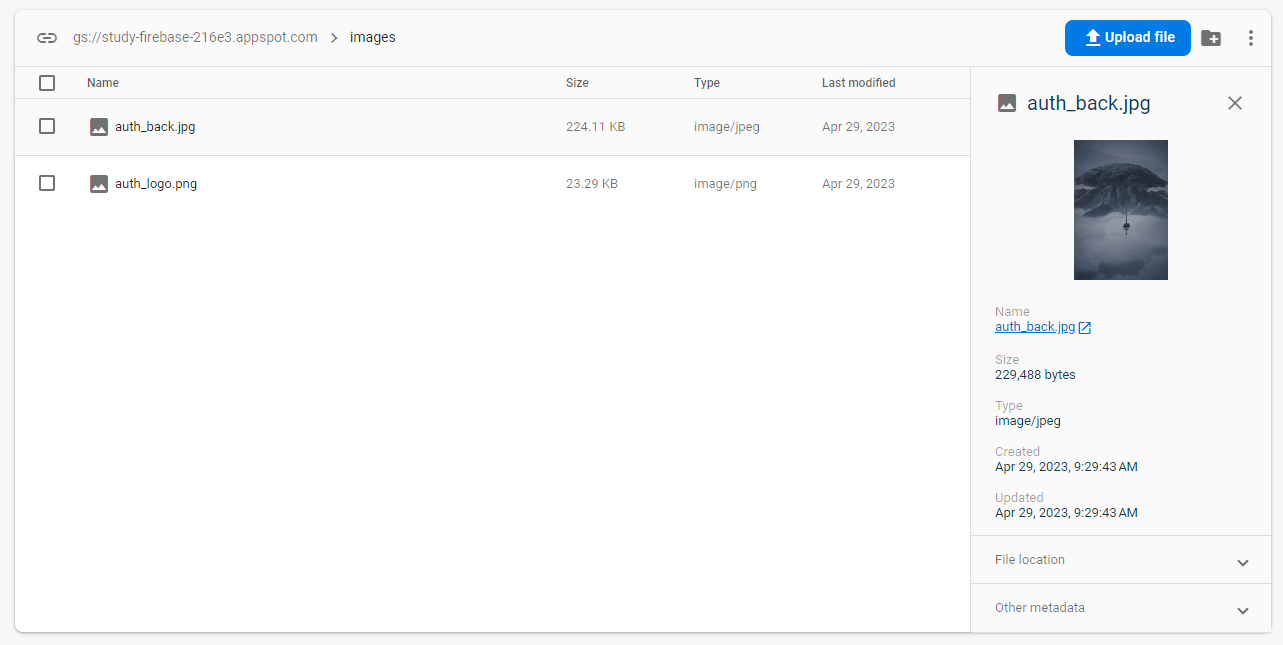 gs://study-firebase-216e3.appspot.com > images
Upload file
Name Size Type Last modified
auth_back.jpg 224.11 KB image/jpeg Apr 29, 2023
auth_logo.png 23.29 KB image/png Apr 29, 2023
auth_back.jpg
Name
auth_back.jpg
Size
229,488 bytes
Type
image/jpeg
Created
Apr 29, 2023, 9:29:43 AM
Updated
Apr 29, 2023, 9:29:43 AM
File location
Other metadata